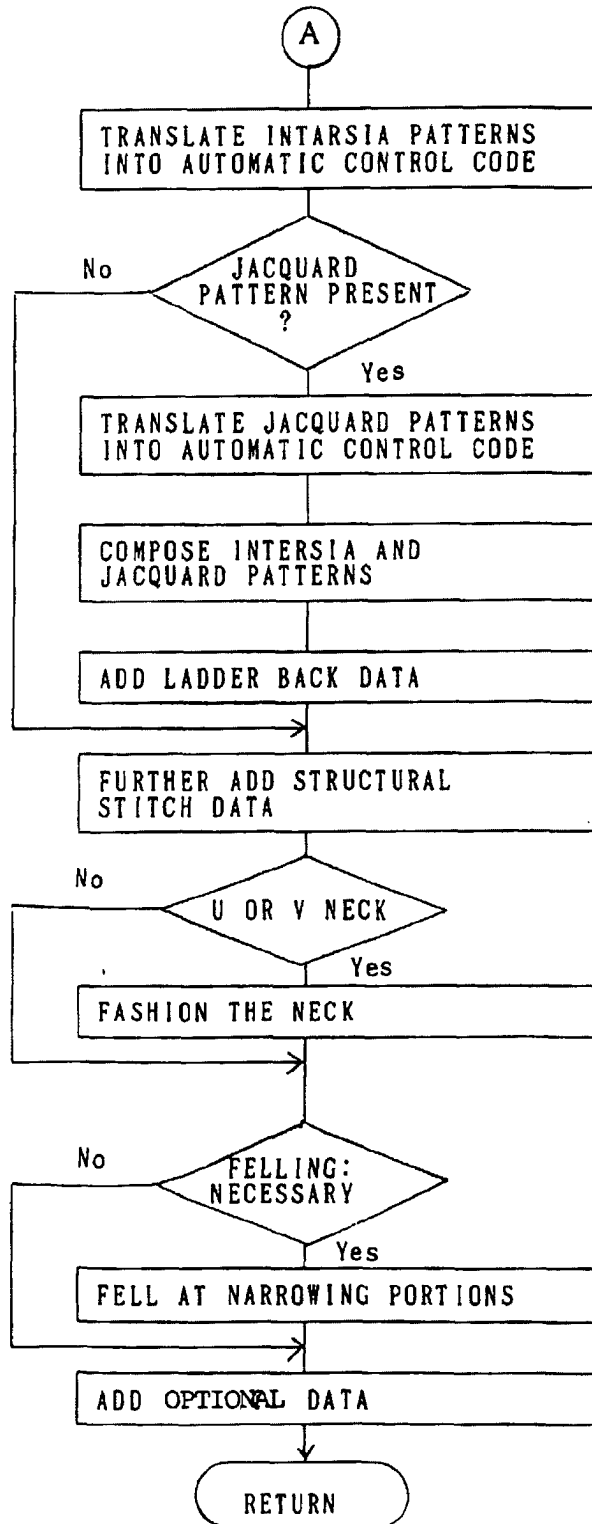 A
TRANSLATE INTARSIA PATTERNS
INTO AUTOMATIC CONTROL CODE
No
JACQUARD
PATTERN PRESENT
?
Yes
TRANSLATE JACQUARD PATTERNS
INTO AUTOMATIC CONTROL CODE
COMPOSE INTERSIA AND
JACQUARD PATTERNS
ADD LADDER BACK DATA
FURTHER ADD STRUCTURAL
STITCH DATA
No
U OR V NECK
Yes
FASHION THE NECK
No
FELLING:
NECESSARY
Yes
FELL AT NARROWING PORTIONS
ADD OPTIONAL DATA
RETURN